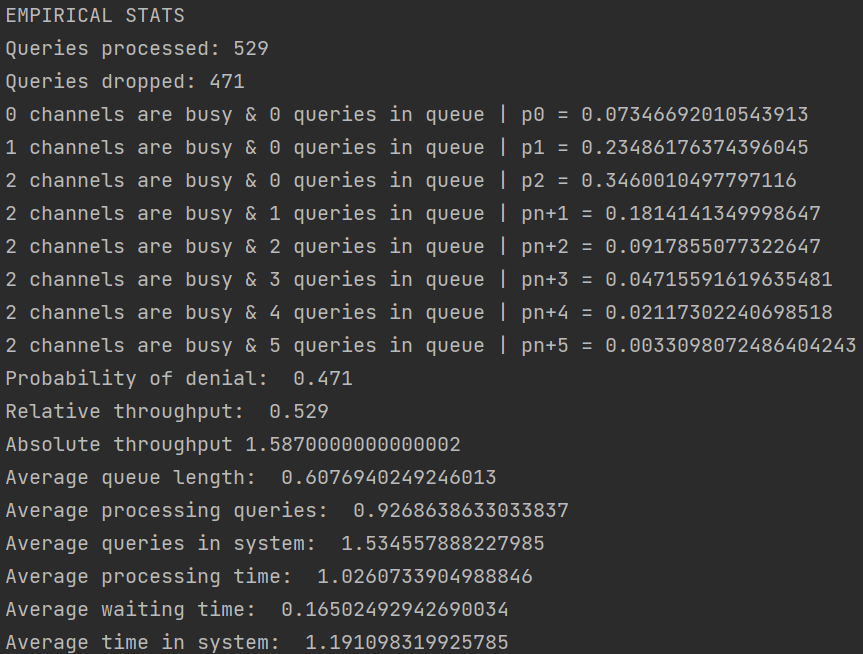 EMPIRICAL STATS
Queries processed: 529
Queries dropped: 471
0 channels are busy & 0 queries in queue | p0 = 0.07346692010543913
1 channels are busy & 0 queries in queue | p1 = 0.23486176374396045
2 channels are busy & 0 queries in queue | p2 = 0.3460010497797116
2 channels are busy & 1 queries in queue | pn+1 = 0.1814141349998647
2 channels are busy & 2 queries in queue | pn+2 = 0.0917855077322647
2 channels are busy & 3 queries in queue | pn+3 = 0.04715591619635481
2 channels are busy & 4 queries in queue | pn+4 = 0.02117302240698518
2 channels are busy & 5 queries in queue | pn+5 = 0.0033098072486404243
Probability of denial:  0.471
Relative throughput:  0.529
Absolute throughput 1.5870000000000002
Average queue length:  0.6076940249246013
Average processing queries:  0.9268638633033837
Average queries in system:  1.534557888227985
Average processing time:  1.0260733904988846
Average waiting time:  0.16502492942690034
Average time in system:  1.191098319925785